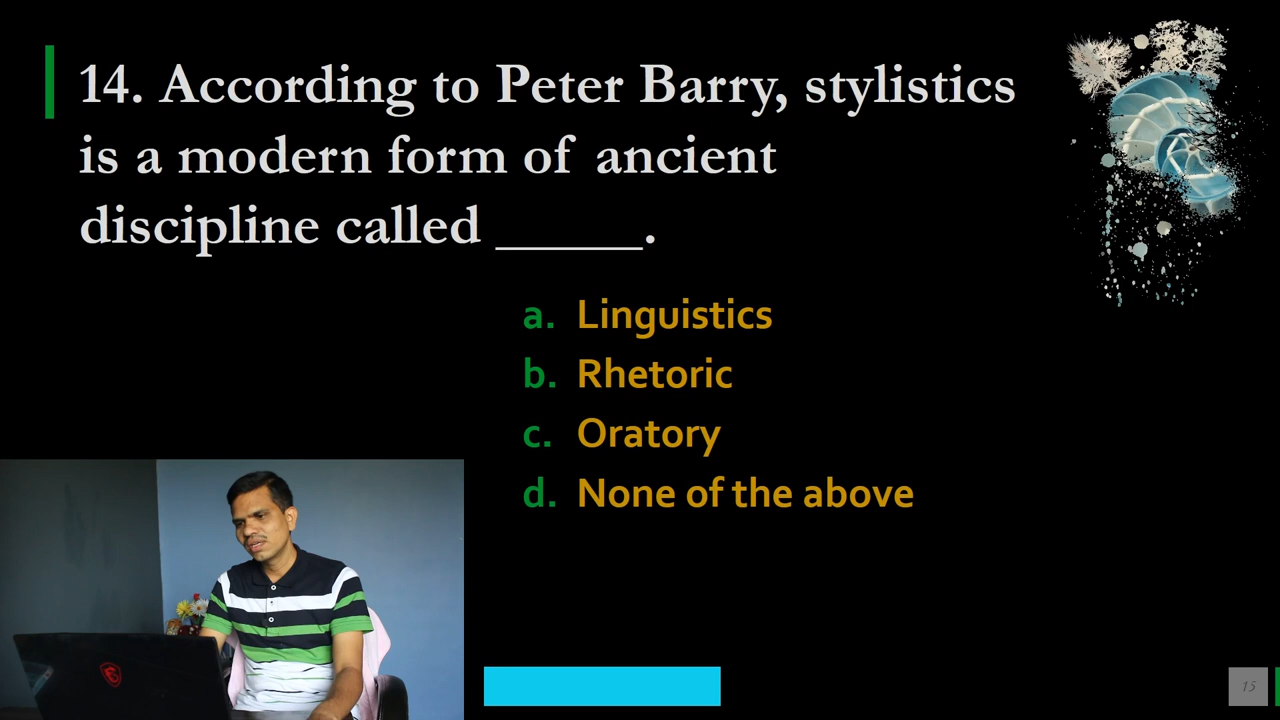 14. According to Peter Barry, stylistics
is a modern form of ancient
discipline called _____.
a. Linguistics
b. Rhetoric
c. Oratory
d. None of the above
15